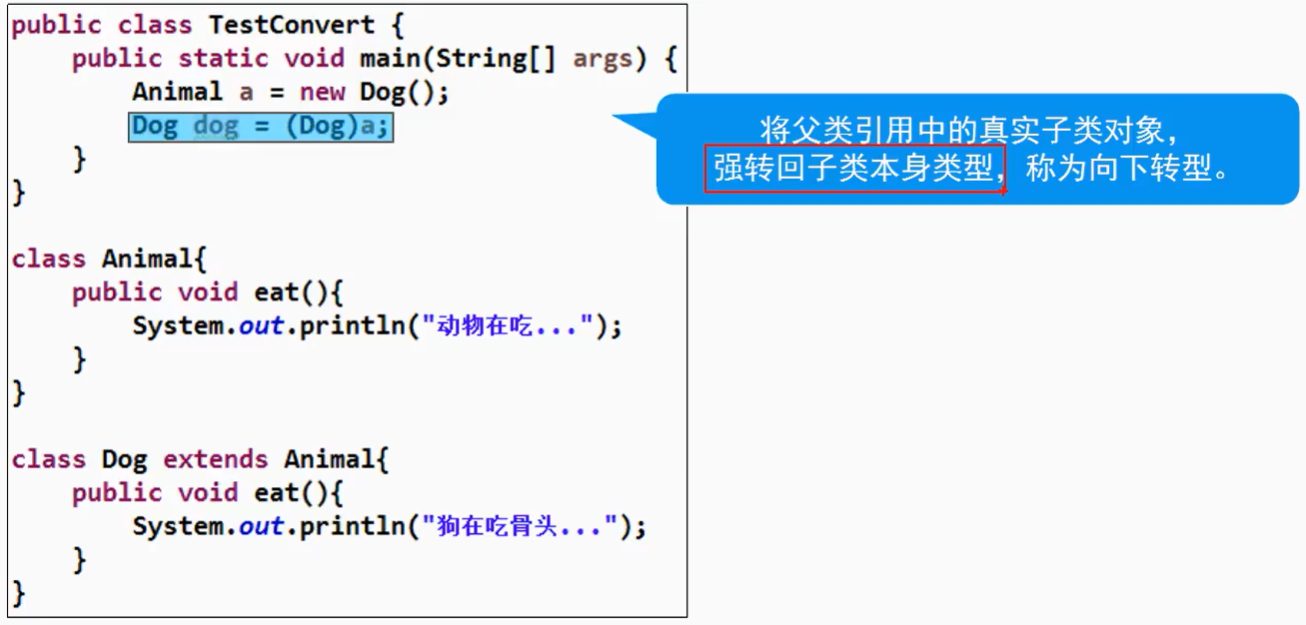 public class TestConvert {
public static void main(String[] args) {
Animal a = new Dog();
Dog dog = (Dog)a;
}
}
将父类引用中的真实子类对象，
强转回子类本身类型，称为向下转型。
class Animal{
public void eat(){
System.out.println("动物在吃...");
}
}
class Dog extends Animal{
public void eat(){
System.out.println("狗在吃骨头...");
}
}